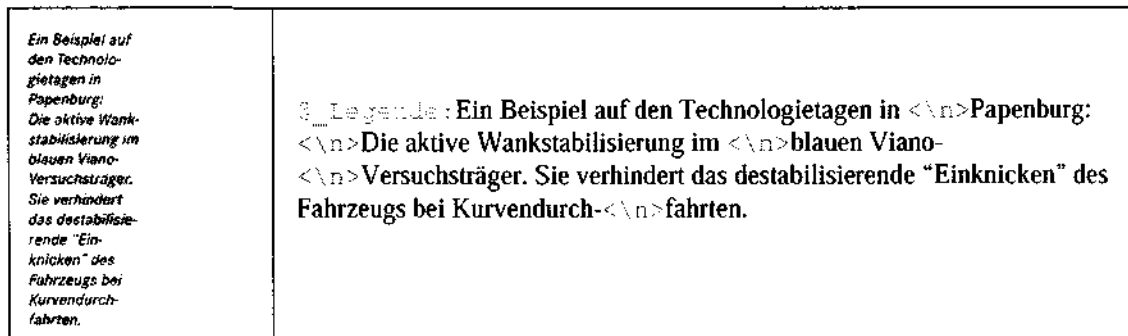 Ein Beispiel auf
den Technolo-
gietagen in
Papenburg:
Die aktive Wank-
stabilisierung im
blauen Viano-
Versuchsträger.
Sie verhindert
das destabilisie-
rende "Ein-
knicken" des
Fahrzeugs bei
Kurvendurch-
fahrten.
3_Legende:Ein Beispiel auf den Technologietagen in <\n>Papenburg:
<\n>Die aktive Wankstabilisierung im <\n>blauen Viano-
<\n>Versuchsträger. Sie verhindert das destabilisierende “Einknicken” des
Fahrzeugs bei Kurvendurch-<\n>fahrten.